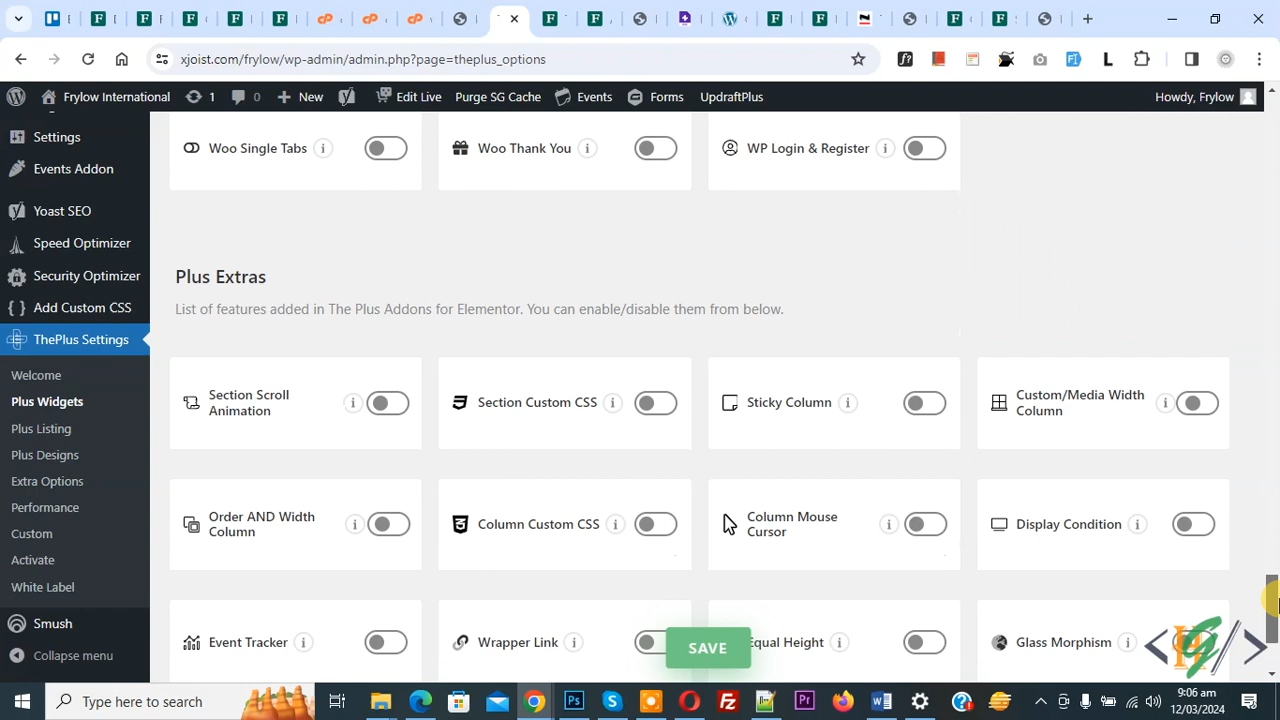 xjoist.com/frylow/wp-admin/admin.php?page=theplus_options
Frylow International 1 0 New Edit Live Purge SG Cache Events Forms UpdraftPlus Howdy, Frylow
Settings
Events Addon
Yoast SEO
Speed Optimizer
Security Optimizer
Add Custom CSS
ThePlus Settings
Welcome
Plus Widgets
Plus Listing
Plus Designs
Extra Options
Performance
Custom
Activate
White Label
Smush
Collapse menu
Woo Single Tabs Woo Thank You WP Login & Register
Plus Extras
List of features added in The Plus Addons for Elementor. You can enable/disable them from below.
Section Scroll
Animation
Section Custom CSS
Sticky Column
Custom/Media Width
Column
Order AND Width
Column
Column Custom CSS
Column Mouse
Cursor
Display Condition
Event Tracker
Wrapper Link
Equal Height
Glass Morphism
SAVE
Type here to search
9:06 am
12/03/2024